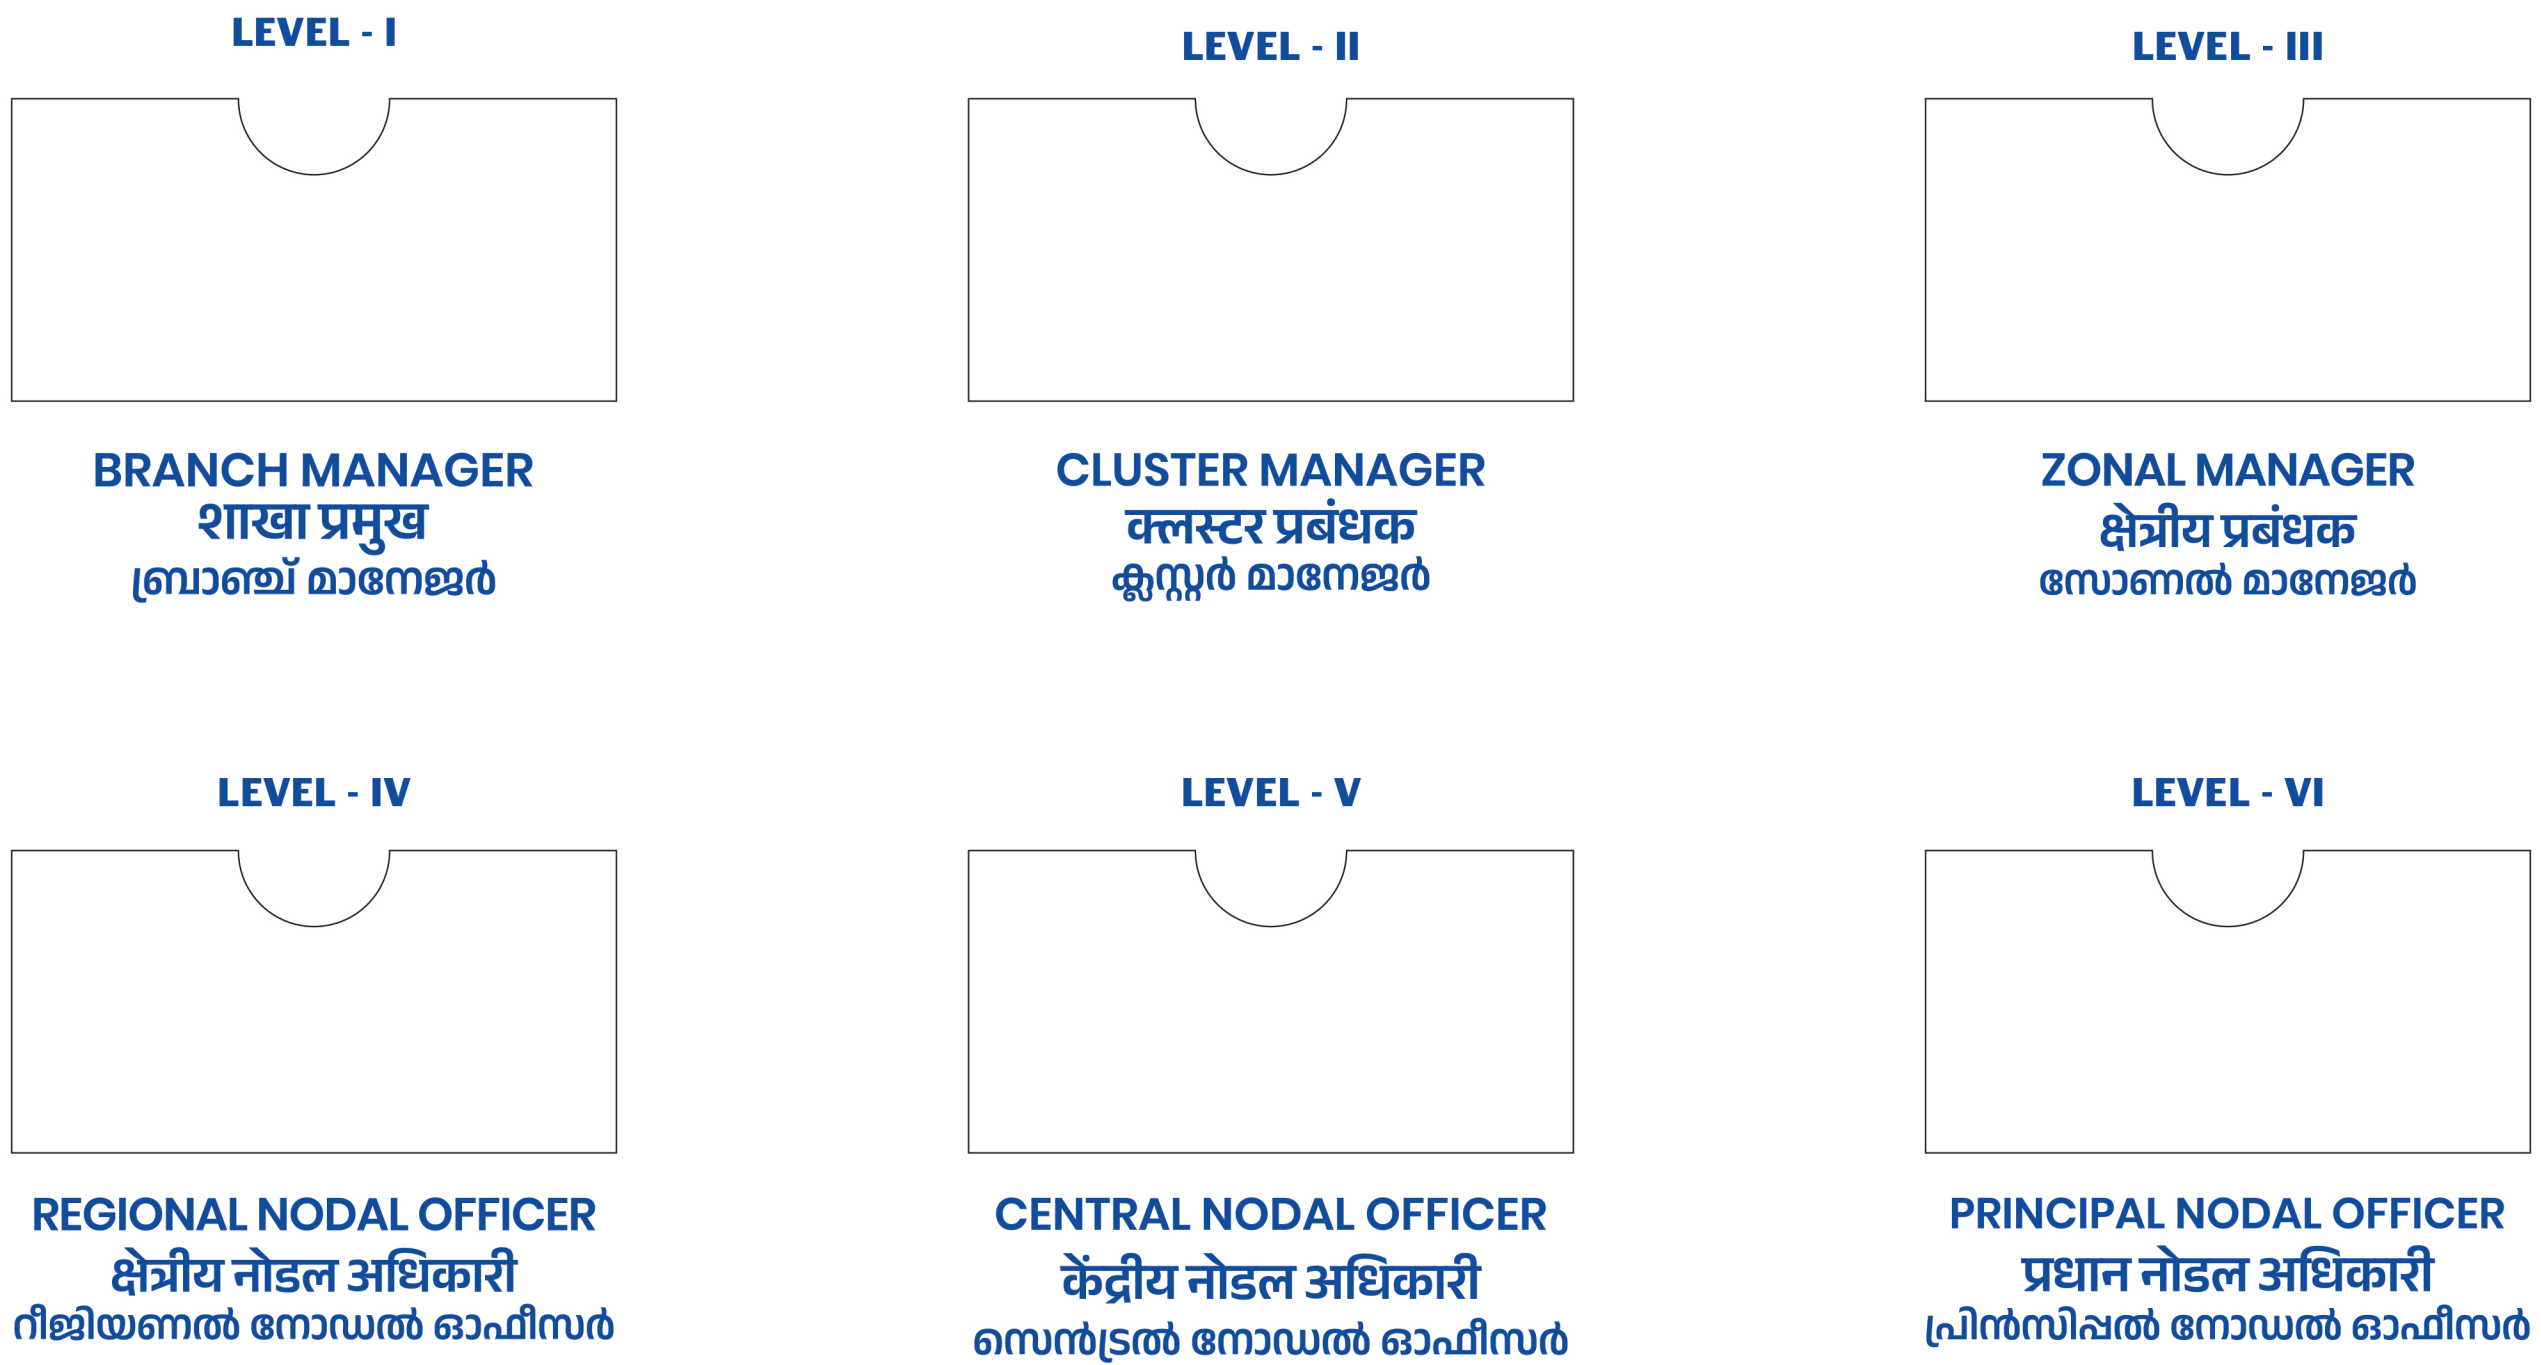 LEVEL - I
LEVEL - II
LEVEL - III
BRANCH MANAGER
शाखा प्रमुख
ബ്രാഞ്ച് മാനേജർ
CLUSTER MANAGER
क्लस्टर प्रबंधक
ക്ലസ്റ്റർ മാനേജർ
ZONAL MANAGER
क्षेत्रीय प्रबंधक
സോണൽ മാനേജർ
LEVEL - IV
LEVEL - V
LEVEL - VI
REGIONAL NODAL OFFICER
क्षेत्रीय नोडल अधिकारी
റീജിയണൽ നോഡൽ ഓഫീസർ
CENTRAL NODAL OFFICER
केंद्रीय नोडल अधिकारी
സെൻട്രൽ നോഡൽ ഓഫീസർ
PRINCIPAL NODAL OFFICER
प्रधान नोडल अधिकारी
പ്രിൻസിപ്പൽ നോഡൽ ഓഫീസർ